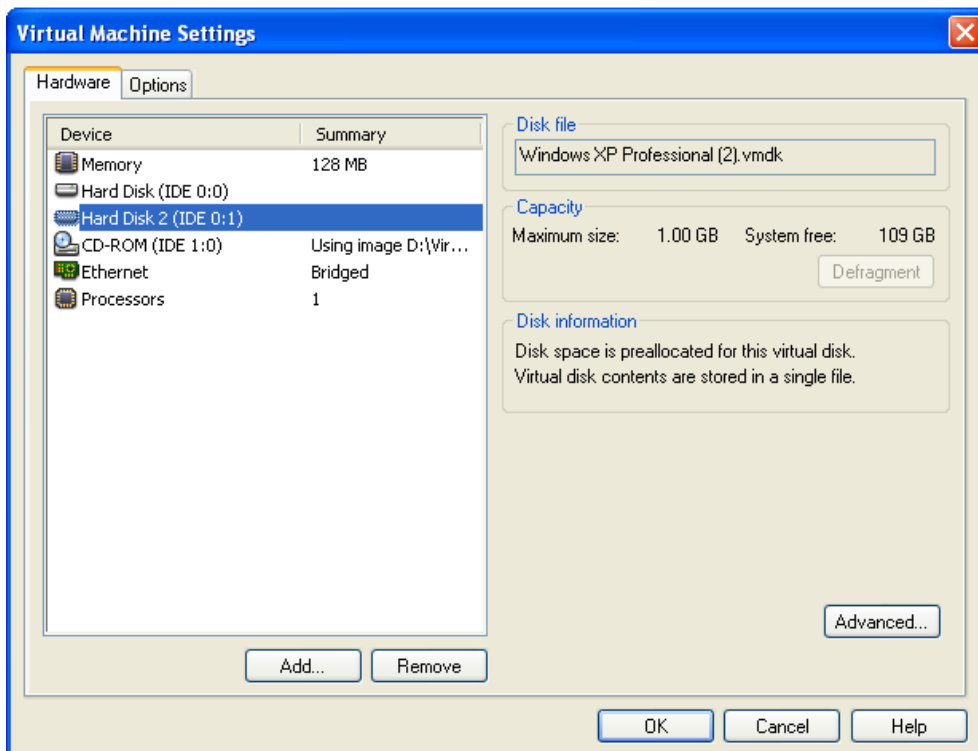 Virtual Machine Settings
Hardware Options
Device Summary
Memory 128 MB
Hard Disk (IDE 0:0)
Hard Disk 2 (IDE 0:1)
CD-ROM (IDE 1:0) Using image D:\Vir...
Ethernet Bridged
Processors 1
Add... Remove
Disk file
Windows XP Professional (2).vmdk
Capacity
Maximum size: 1.00 GB System free: 109 GB
Defragment
Disk information
Disk space is preallocated for this virtual disk.
Virtual disk contents are stored in a single file.
Advanced...
OK Cancel Help